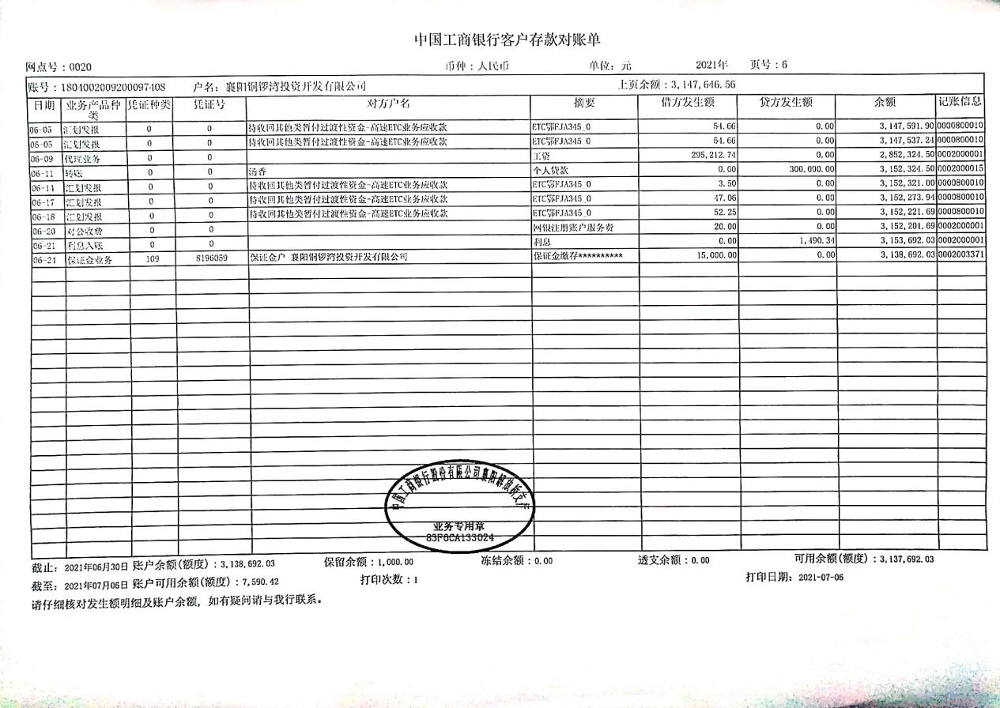 中国工商银行客户存款对账单
网点号：0020 币种：人民币 单位：元 2021年 页号：6
账号：1804002009200097408 户名：襄阳铜锣湾投资开发有限公司 上页余额：3,147,646.56
日期 业务产品种类 凭证种类 凭证号 对方户名 摘要 借方发生额 贷方发生额 余额 记账信息
06-05 汇划发报 0 0 待收回其他类暂付过渡性资金-高速ETC业务应收款 ETC鄂FJA345_0 54.66 0.00 3,147,591.90 0000800010
06-05 汇划发报 0 0 待收回其他类暂付过渡性资金-高速ETC业务应收款 ETC鄂FJA345_0 54.66 0.00 3,147,537.24 0000800010
06-09 代理业务 0 0 工资 295,212.74 0.00 2,852,324.50 0002000001
06-11 转账 0 0 汤香 个人贷款 0.00 300,000.00 3,152,324.50 0002000015
06-14 汇划发报 0 0 待收回其他类暂付过渡性资金-高速ETC业务应收款 ETC鄂FJA345_0 3.50 0.00 3,152,321.00 0000800010
06-17 汇划发报 0 0 待收回其他类暂付过渡性资金-高速ETC业务应收款 ETC鄂FJA345_0 47.06 0.00 3,152,273.94 0000800010
06-18 汇划发报 0 0 待收回其他类暂付过渡性资金-高速ETC业务应收款 ETC鄂FJA345_0 52.25 0.00 3,152,221.69 0000800010
06-20 对公收费 0 0 网银注册账户服务费 20.00 0.00 3,152,201.69 0002000001
06-21 利息入账 0 0 利息 0.00 1,490.34 3,153,692.03 0002000001
06-24 保证金业务 109 8196059 保证金户 襄阳铜锣湾投资开发有限公司 保证金缴存********** 15,000.00 0.00 3,138,692.03 0002003371
中国工商银行股份有限公司襄阳解放桥支行
业务专用章
83F0CA133024
截止：2021年06月30日 账户余额(额度)：3,138,692.03 保留余额：1,000.00 冻结余额：0.00 透支余额：0.00 可用余额(额度)：3,137,692.03
截至：2021年07月06日 账户可用余额(额度)：7,590.42 打印次数：1 打印日期：2021-07-06
请仔细核对发生额明细及账户余额，如有疑问请与我行联系。